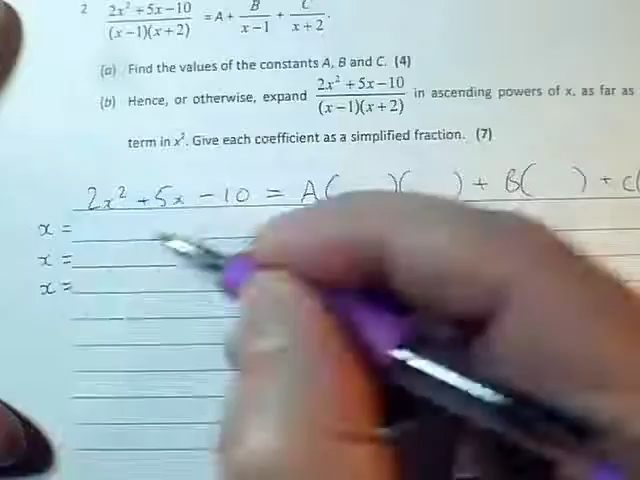 2 (2x² + 5x − 10)/((x − 1)(x + 2)) = A + B/(x − 1) + C/(x + 2).
(a) Find the values of the constants A, B and C. (4)
(b) Hence, or otherwise, expand (2x² + 5x − 10)/((x − 1)(x + 2)) in ascending powers of x, as far as
term in x². Give each coefficient as a simplified fraction. (7)
2x² + 5x − 10 = A(   )(   ) + B(   ) + C(
x =
x =
x =